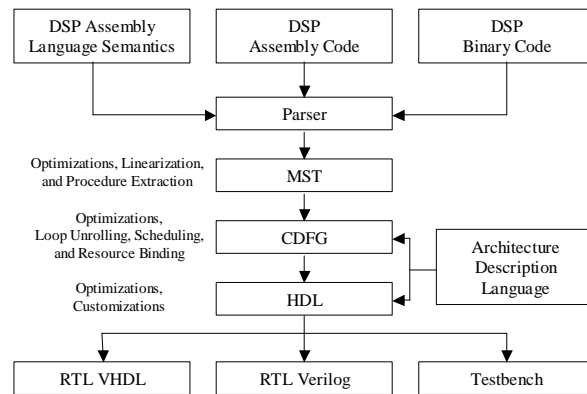 DSP Assembly
Language Semantics
DSP
Assembly Code
DSP
Binary Code
Parser
Optimizations, Linearization,
and Procedure Extraction
MST
Optimizations,
Loop Unrolling, Scheduling,
and Resource Binding
CDFG
Architecture
Description
Language
Optimizations,
Customizations
HDL
RTL VHDL
RTL Verilog
Testbench